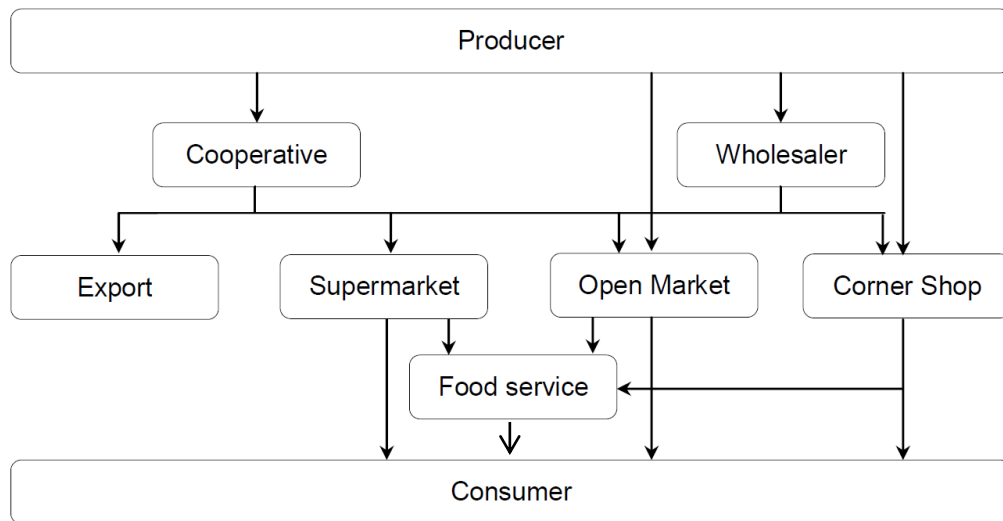 Producer
Cooperative
Wholesaler
Export
Supermarket
Open Market
Corner Shop
Food service
Consumer